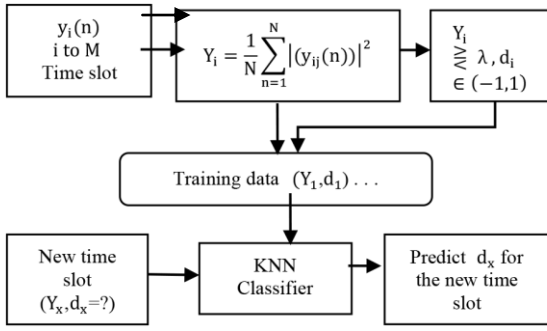 yᵢ(n)
i to M
Time slot
Yᵢ = 1/N ∑ₙ₌₁ᴺ |(yᵢⱼ(n))|²
Yᵢ
⋛ λ , dᵢ
∈ (−1,1)
Training data (Y₁,d₁) . . .
New time
slot
(Yₓ,dₓ=?)
KNN
Classifier
Predict dₓ for
the new time
slot